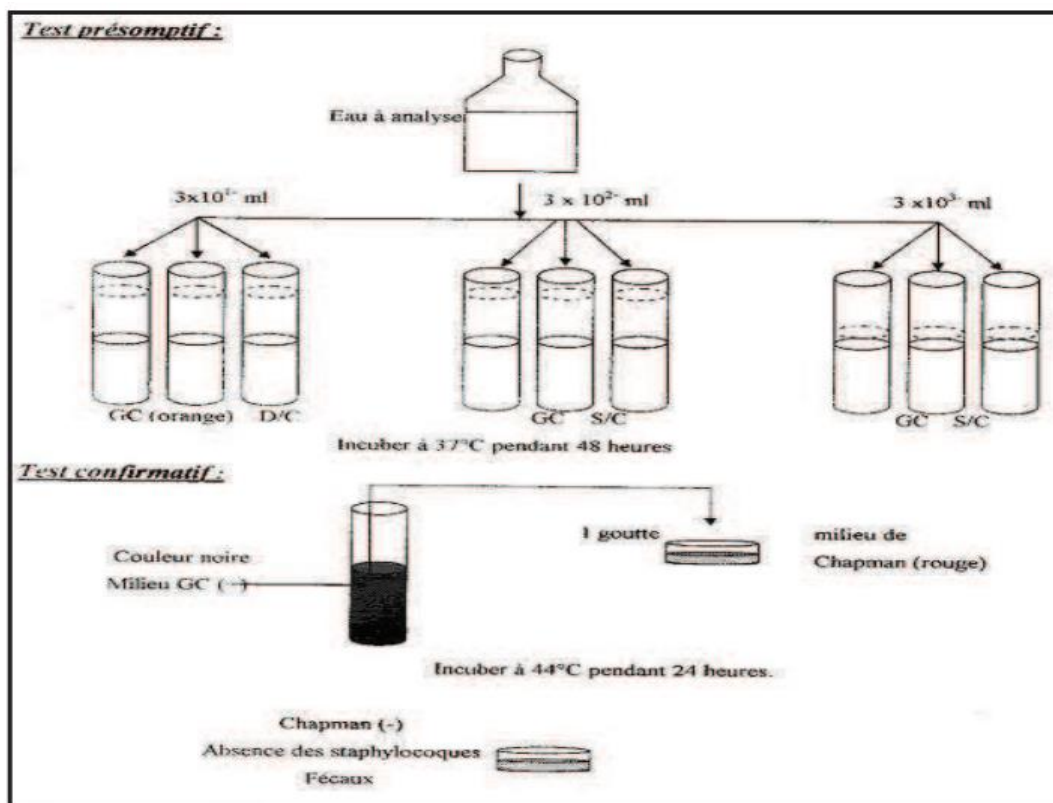 Test présomptif :
Eau à analyse
3x10¹⁻ ml
3 x 10²⁻ ml
3 x10³⁻ ml
GC (orange) D/C
GC S/C
GC S/C
Incuber à 37°C pendant 48 heures
Test confirmatif :
1 goutte
milieu de
Chapman (rouge)
Couleur noire
Milieu GC (-)
Incuber à 44°C pendant 24 heures.
Chapman (-)
Absence des staphylocoques
Fécaux